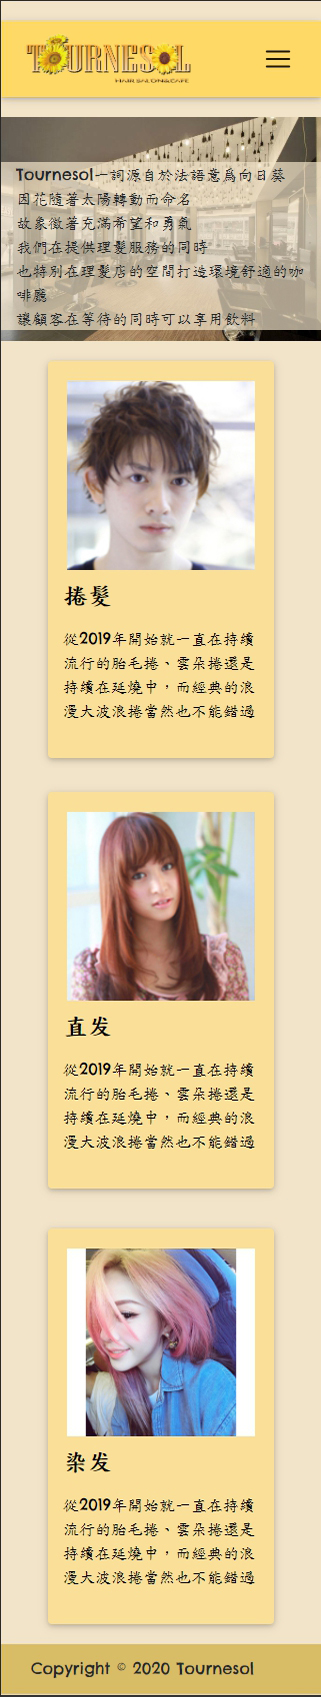 TOURNESOL
HAIR SALON&CAFE
Tournesol一詞源自於法語意爲向日葵
因花隨著太陽轉動而命名
故象徵著充滿希望和勇氣
我們在提供理髮服務的同時
也特別在理髮店的空間打造環境舒適的咖
啡廳
讓顧客在等待的同時可以享用飲料
捲髮
從2019年開始就一直在持續
流行的胎毛捲、雲朵捲還是
持續在延燒中，而經典的浪
漫大波浪捲當然也不能錯過
直发
從2019年開始就一直在持續
流行的胎毛捲、雲朵捲還是
持續在延燒中，而經典的浪
漫大波浪捲當然也不能錯過
染发
從2019年開始就一直在持續
流行的胎毛捲、雲朵捲還是
持續在延燒中，而經典的浪
漫大波浪捲當然也不能錯過
Copyright © 2020 Tournesol